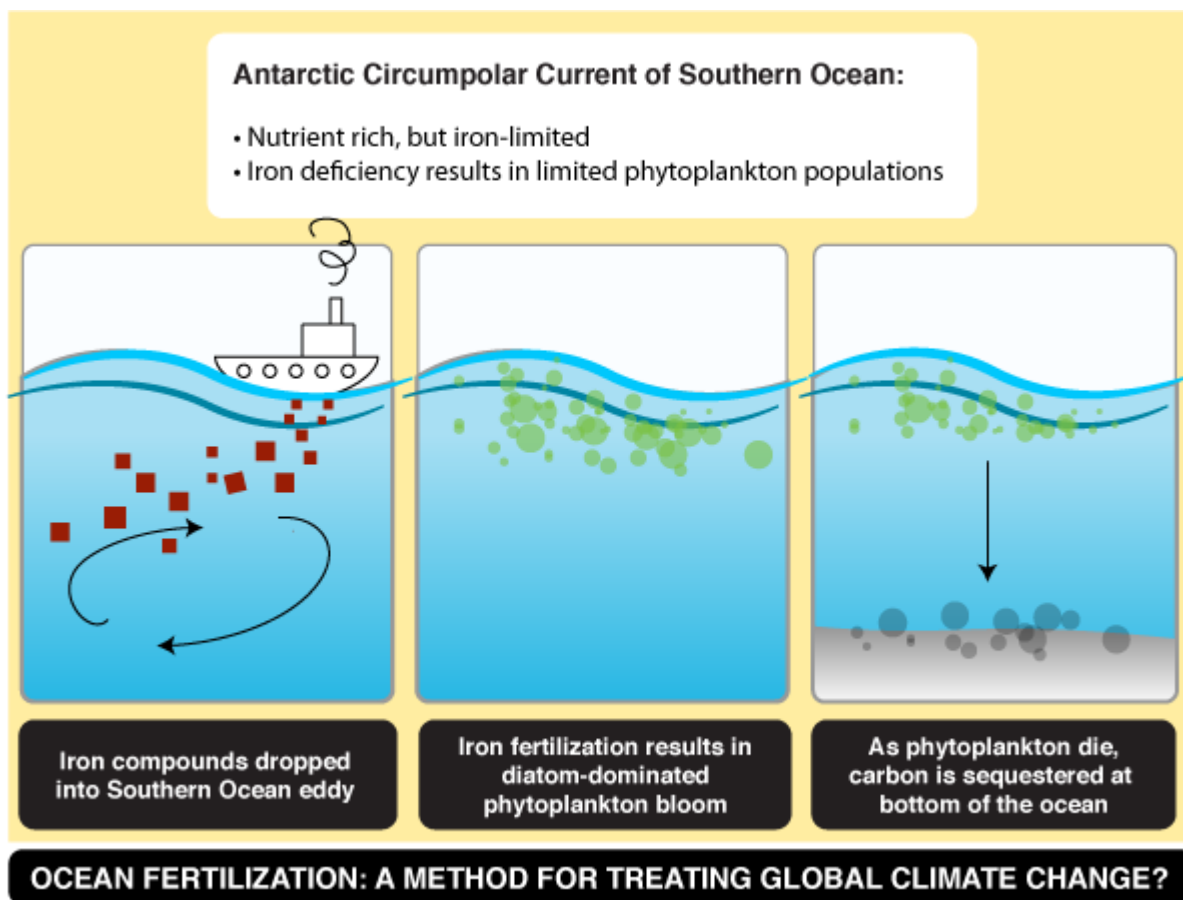 Antarctic Circumpolar Current of Southern Ocean:
• Nutrient rich, but iron-limited
• Iron deficiency results in limited phytoplankton populations
Iron compounds dropped
into Southern Ocean eddy
Iron fertilization results in
diatom-dominated
phytoplankton bloom
As phytoplankton die,
carbon is sequestered at
bottom of the ocean
OCEAN FERTILIZATION: A METHOD FOR TREATING GLOBAL CLIMATE CHANGE?